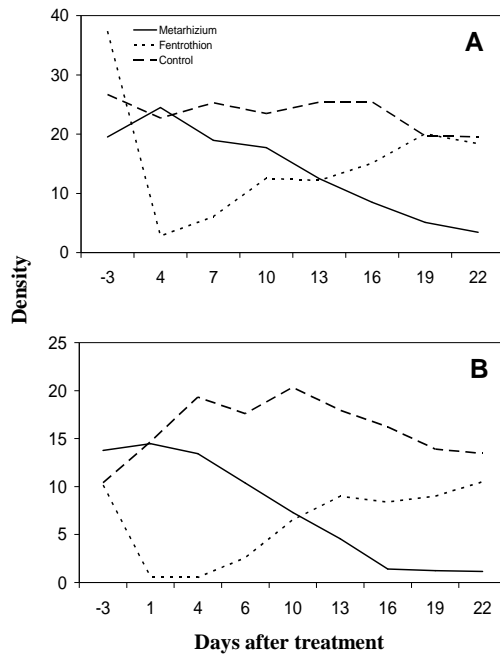 Density
40
30
20
10
0
Metarhizium
Fentrothion
Control
A
-3 4 7 10 13 16 19 22
25
20
15
10
5
0
B
-3 1 4 6 10 13 16 19 22
Days after treatment